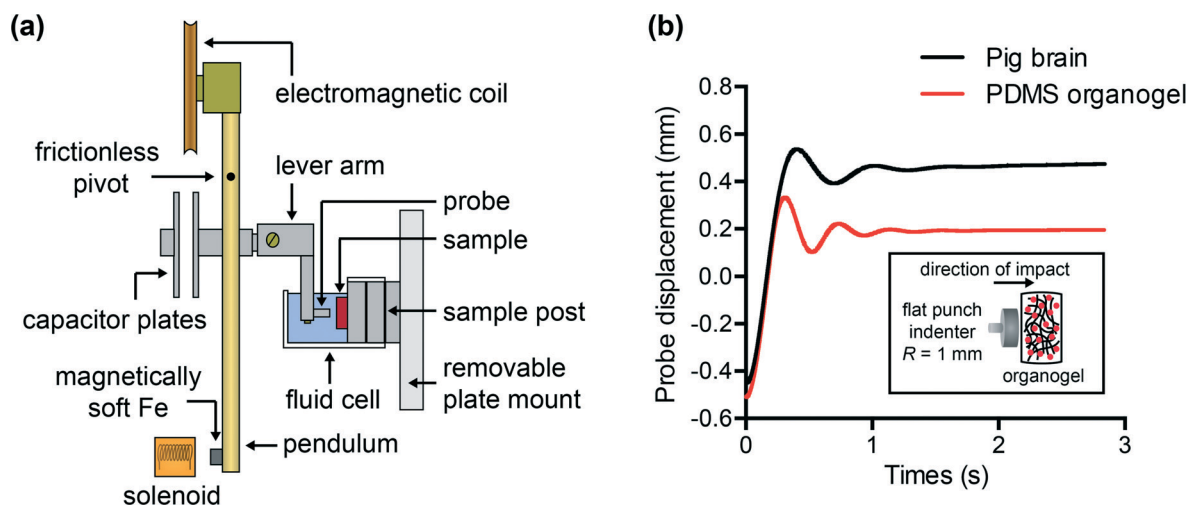 (a)
electromagnetic coil
frictionless
pivot
lever arm
probe
sample
capacitor plates
sample post
magnetically
soft Fe
fluid cell
removable
plate mount
pendulum
solenoid
(b)
Pig brain
PDMS organogel
Probe displacement (mm)
0.8
0.6
0.4
0.2
0.0
-0.2
-0.4
-0.6
direction of impact
flat punch
indenter
R = 1 mm
organogel
0
1
2
3
Times (s)